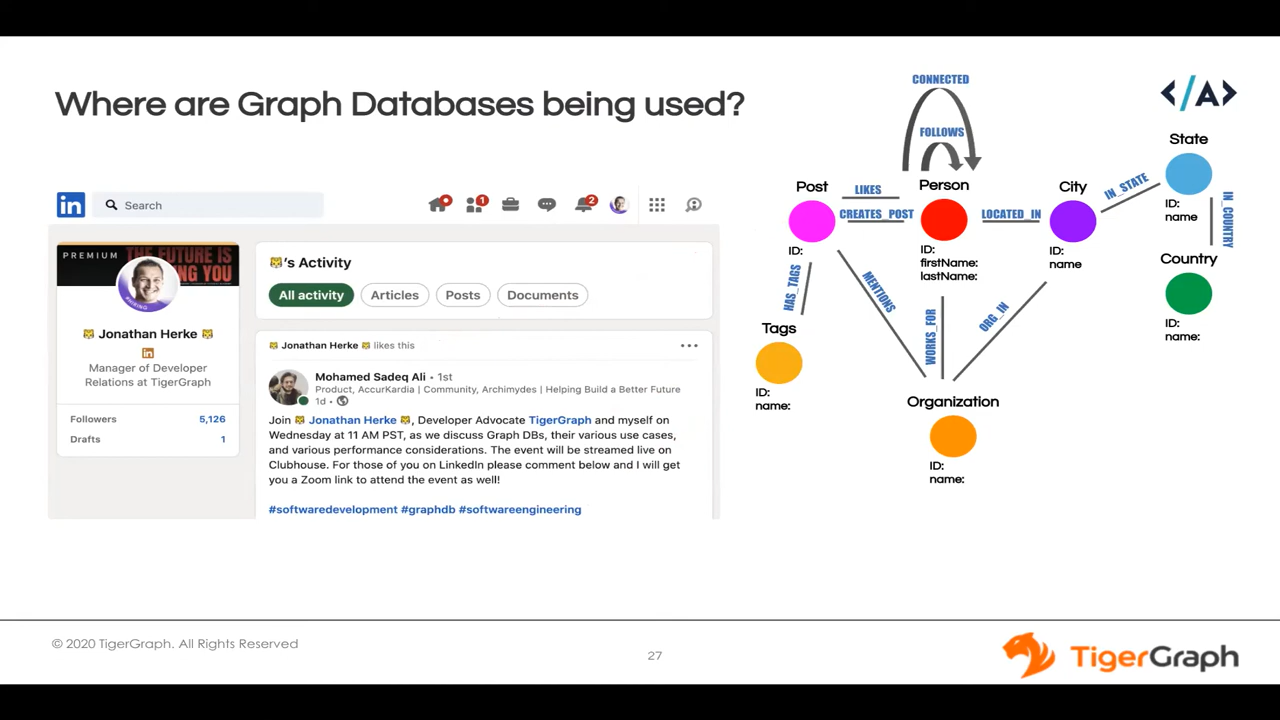 Where are Graph Databases being used?
</A>
in
Search
1
2
PREMIUM
THE FUTURE IS
HIRING
🐯 Jonathan Herke 🐯
in
Manager of Developer
Relations at TigerGraph
Followers 5,126
Drafts 1
🐯's Activity
All activity
Articles
Posts
Documents
🐯 Jonathan Herke 🐯 likes this
Mohamed Sadeq Ali • 1st
Product, AccurKardia | Community, Archimydes | Helping Build a Better Future
1d •
Join 🐯 Jonathan Herke 🐯, Developer Advocate TigerGraph and myself on
Wednesday at 11 AM PST, as we discuss Graph DBs, their various use cases,
and various performance considerations. The event will be streamed live on
Clubhouse. For those of you on LinkedIn please comment below and I will get
you a Zoom link to attend the event as well!
#softwaredevelopment #graphdb #softwareengineering
CONNECTED
FOLLOWS
Post
ID:
LIKES
CREATES_POST
Person
ID:
firstName:
lastName:
LOCATED_IN
City
ID:
name
IN_STATE
State
ID:
name
IN_COUNTRY
Country
ID:
name:
HAS_TAGS
Tags
ID:
name:
MENTIONS
WORKS_FOR
ORG_IN
Organization
ID:
name:
© 2020 TigerGraph. All Rights Reserved
27
TigerGraph